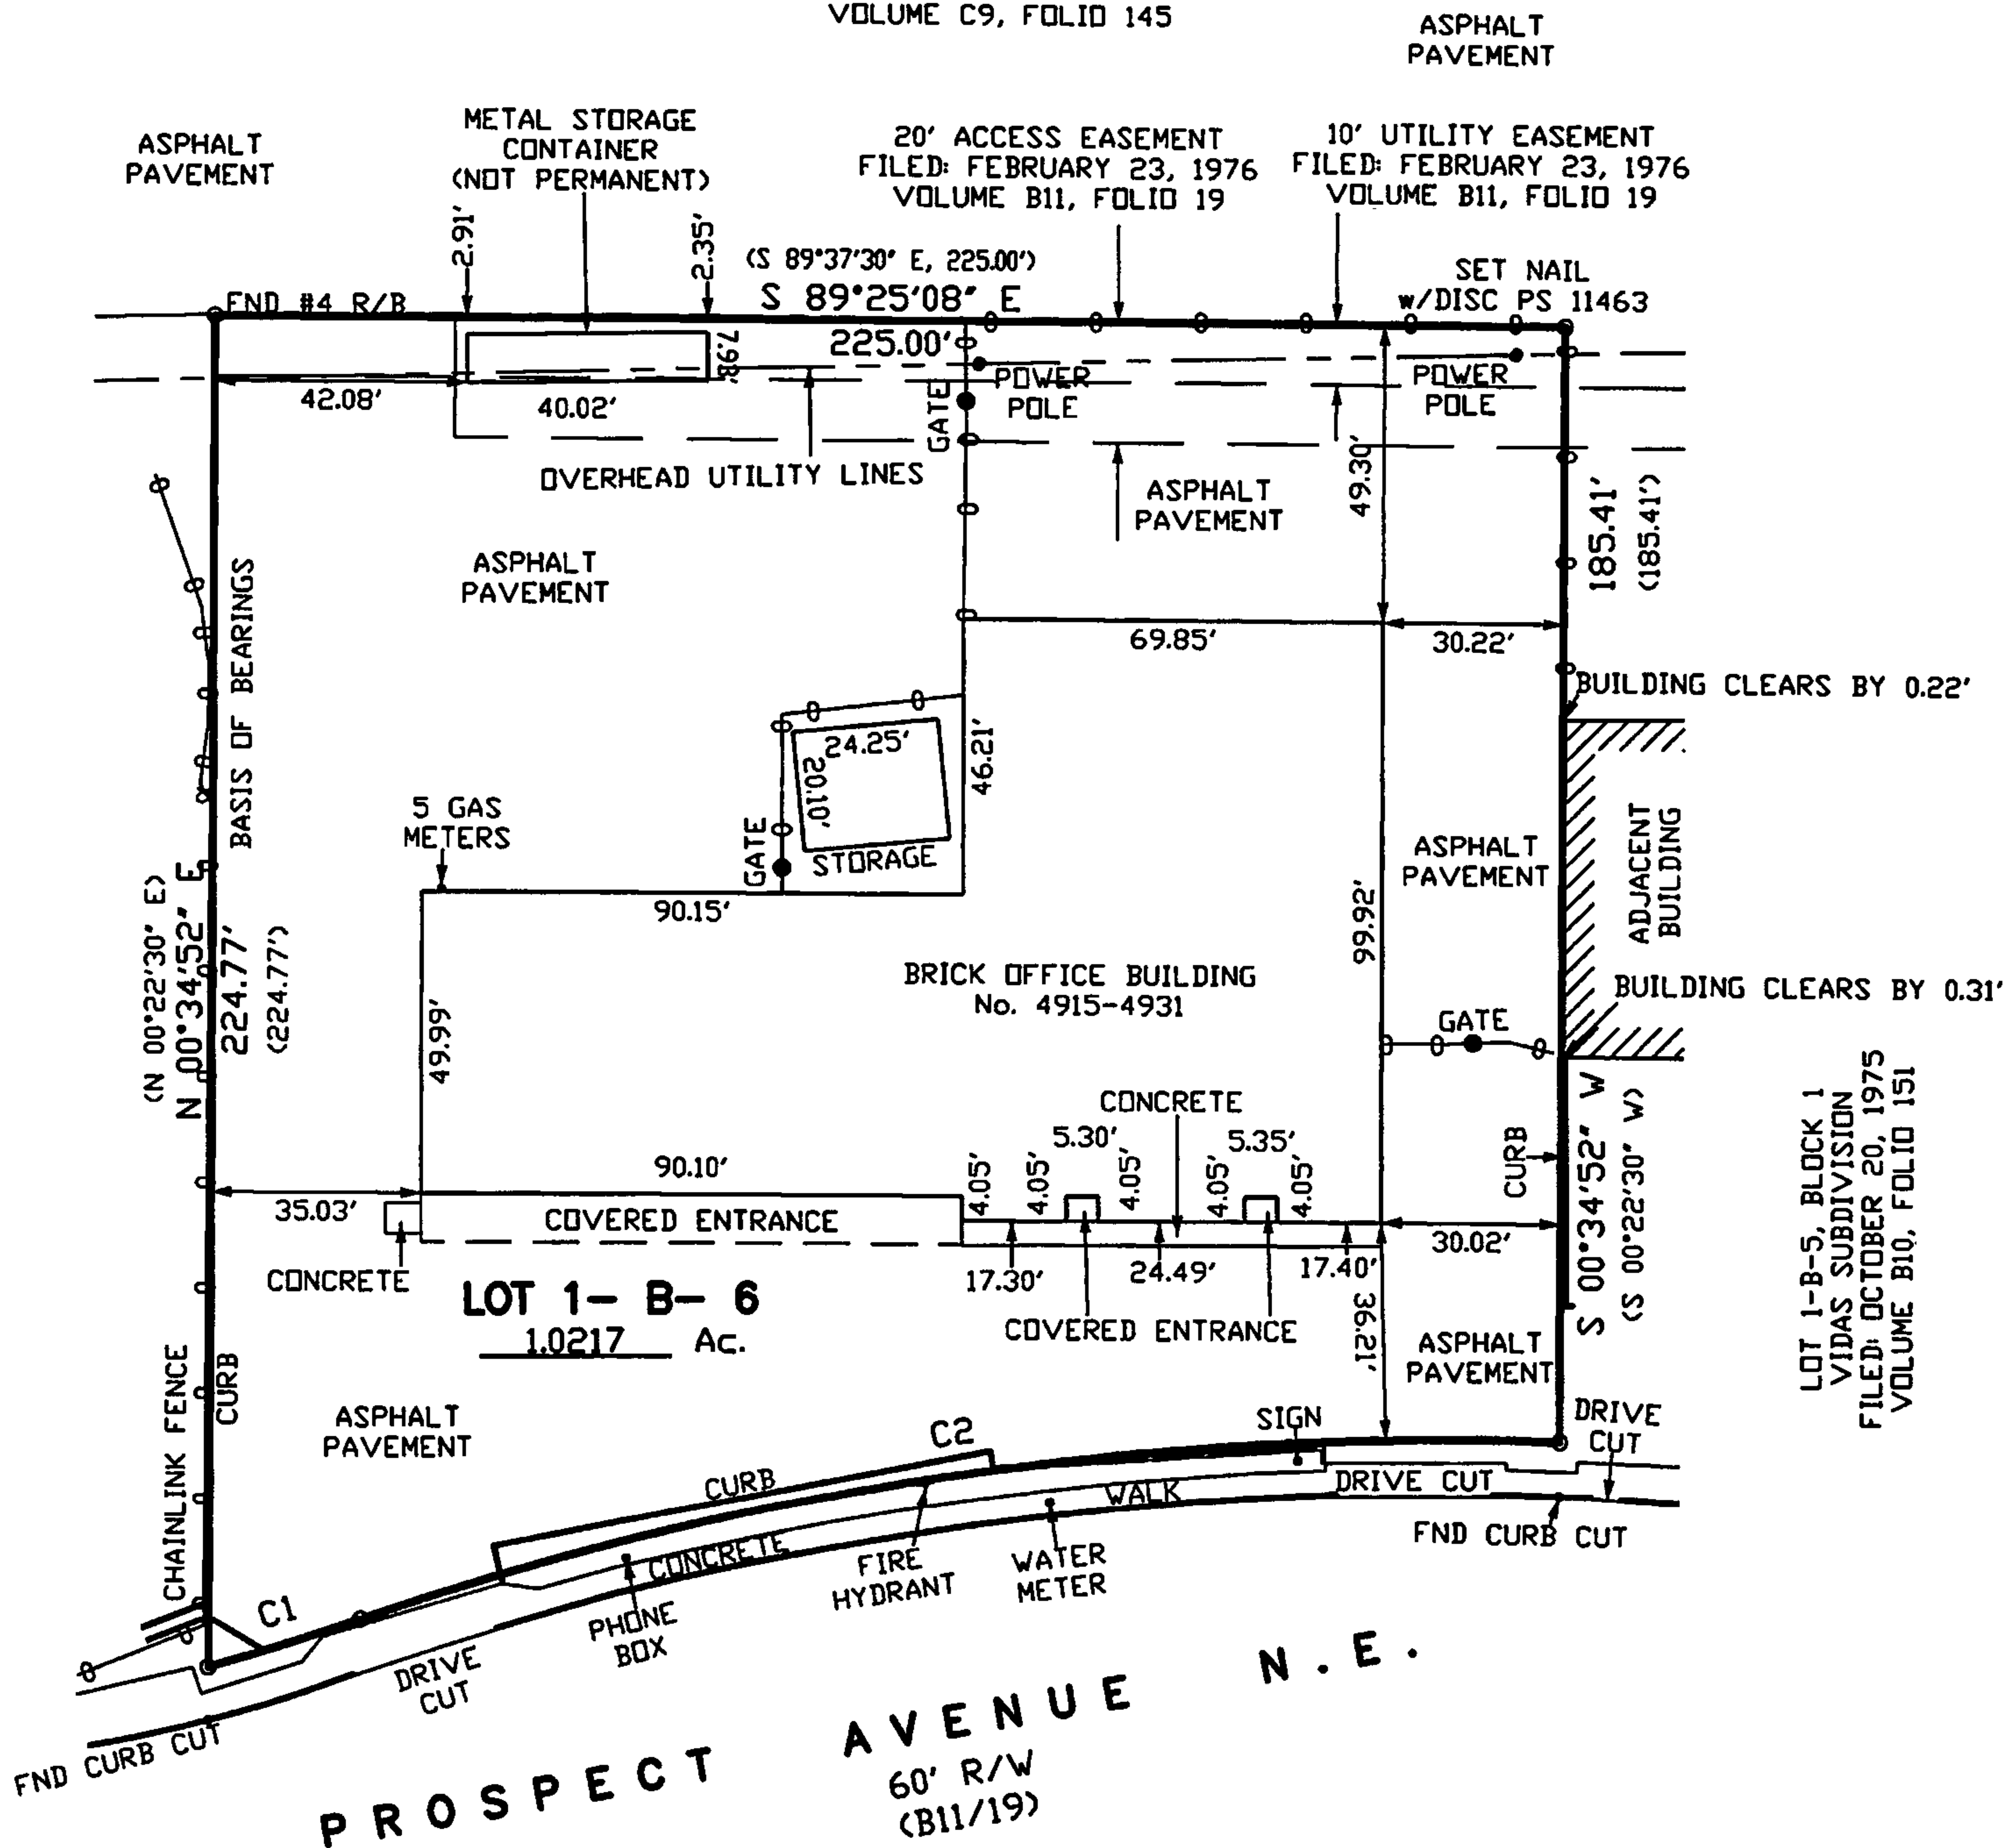 VOLUME C9, FOLIO 145
ASPHALT
PAVEMENT
ASPHALT
PAVEMENT
METAL STORAGE
CONTAINER
(NOT PERMANENT)
20' ACCESS EASEMENT
FILED: FEBRUARY 23, 1976
VOLUME B11, FOLIO 19
10' UTILITY EASEMENT
FILED: FEBRUARY 23, 1976
VOLUME B11, FOLIO 19
2.91'
2.35'
(S 89°37'30" E, 225.00')
S 89°25'08" E
225.00'
SET NAIL
w/DISC PS 11463
FND #4 R/B
7.98'
42.08'
40.02'
GATE
POWER
POLE
POWER
POLE
OVERHEAD UTILITY LINES
ASPHALT
PAVEMENT
49.30'
185.41'
(185.41')
ASPHALT
PAVEMENT
69.85'
30.22'
BUILDING CLEARS BY 0.22'
BASIS OF BEARINGS
24.25'
20.10'
46.21'
STORAGE
GATE
5 GAS
METERS
90.15'
ASPHALT
PAVEMENT
ADJACENT
BUILDING
99.92'
(N 00°22'30" E)
N 00°34'52" E
224.77'
(224.77')
49.99'
BRICK OFFICE BUILDING
No. 4915-4931
BUILDING CLEARS BY 0.31'
GATE
CONCRETE
5.30'
5.35'
4.05'
4.05'
4.05'
4.05'
4.05'
CURB
S 00°34'52" W
(S 00°22'30" W)
LOT 1-B-5, BLOCK 1
VIDAS SUBDIVISION
FILED: OCTOBER 20, 1975
VOLUME B10, FOLIO 151
90.10'
35.03'
COVERED ENTRANCE
30.02'
CONCRETE
17.30'
24.49'
17.40'
36.21'
COVERED ENTRANCE
LOT 1- B- 6
1.0217 Ac.
ASPHALT
PAVEMENT
CHAINLINK FENCE
CURB
ASPHALT
PAVEMENT
C2
SIGN
DRIVE
CUT
CURB
WALK
DRIVE CUT
FND CURB CUT
CONCRETE
FIRE
HYDRANT
WATER
METER
C1
PHONE
BOX
DRIVE
CUT
FND CURB CUT
PROSPECT AVENUE N.E.
60' R/W
(B11/19)